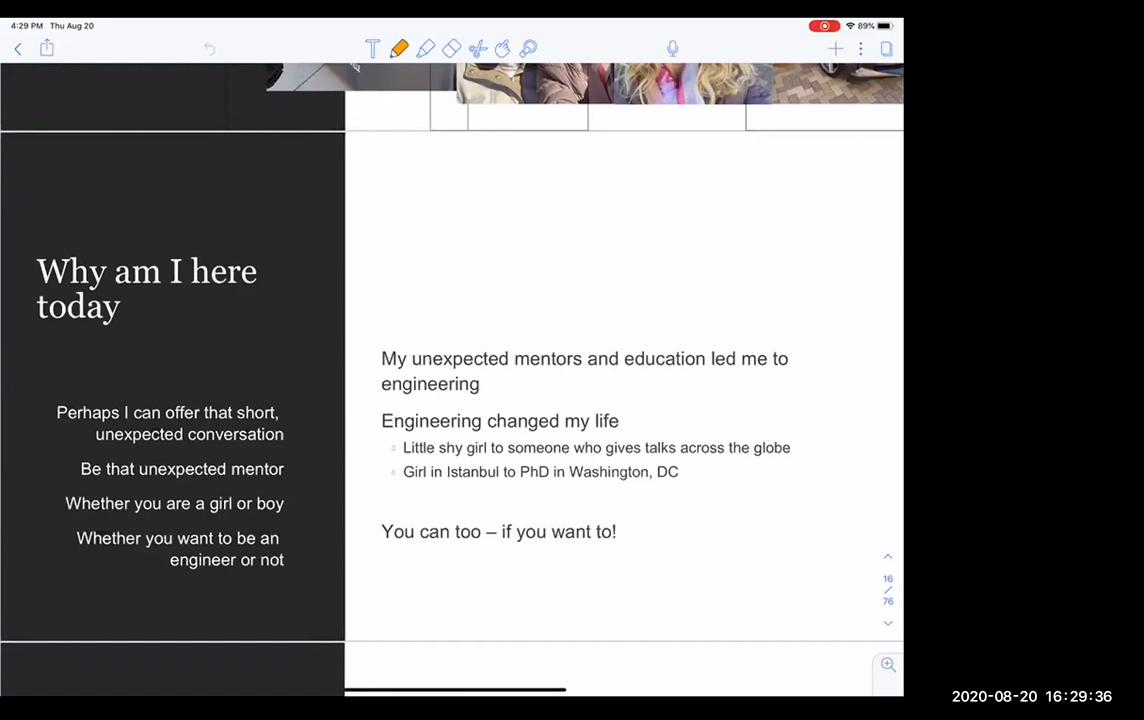 4:29 PM Thu Aug 20
89%
T
Why am I here
today
Perhaps I can offer that short,
unexpected conversation
Be that unexpected mentor
Whether you are a girl or boy
Whether you want to be an
engineer or not
My unexpected mentors and education led me to
engineering
Engineering changed my life
Little shy girl to someone who gives talks across the globe
Girl in Istanbul to PhD in Washington, DC
You can too – if you want to!
16
/
76
2020-08-20 16:29:36